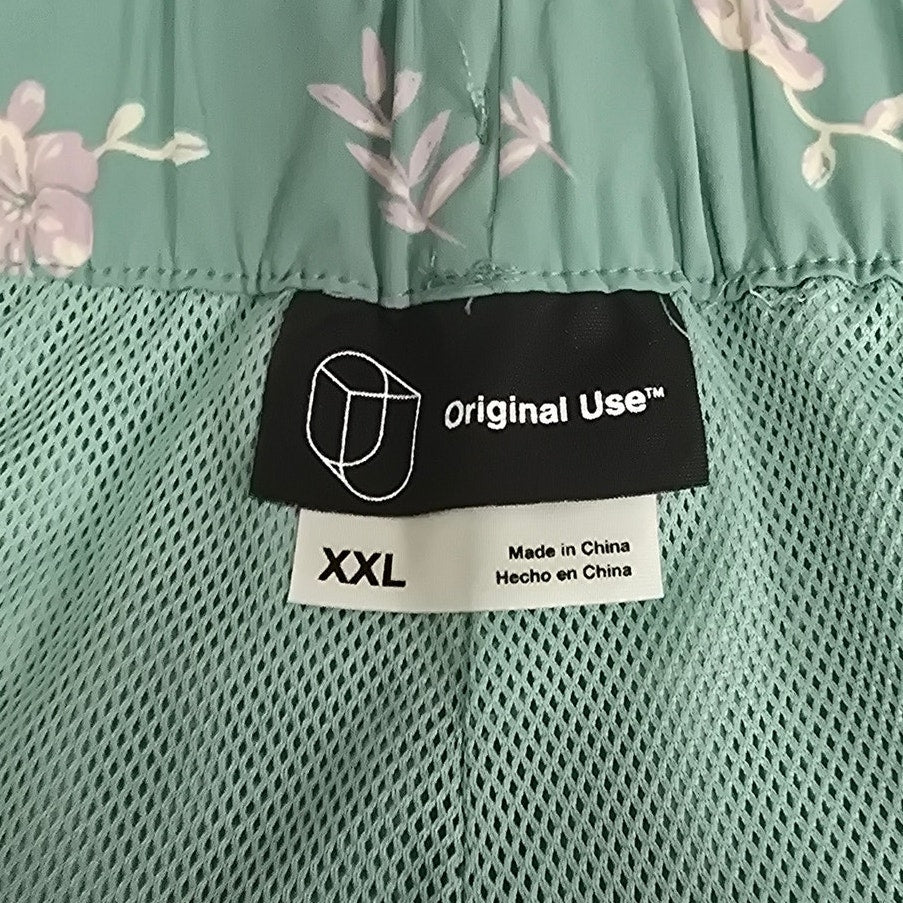 Original Use™
XXL
Made in China
Hecho en China